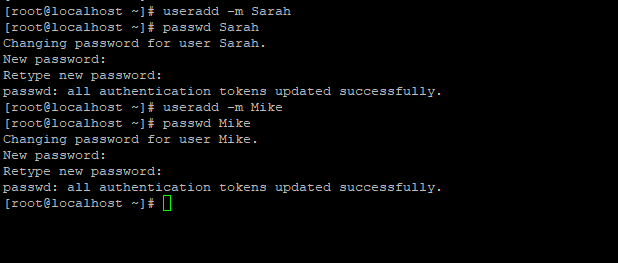 [root@localhost ~]# useradd -m Sarah
[root@localhost ~]# passwd Sarah
Changing password for user Sarah.
New password:
Retype new password:
passwd: all authentication tokens updated successfully.
[root@localhost ~]# useradd -m Mike
[root@localhost ~]# passwd Mike
Changing password for user Mike.
New password:
Retype new password:
passwd: all authentication tokens updated successfully.
[root@localhost ~]#